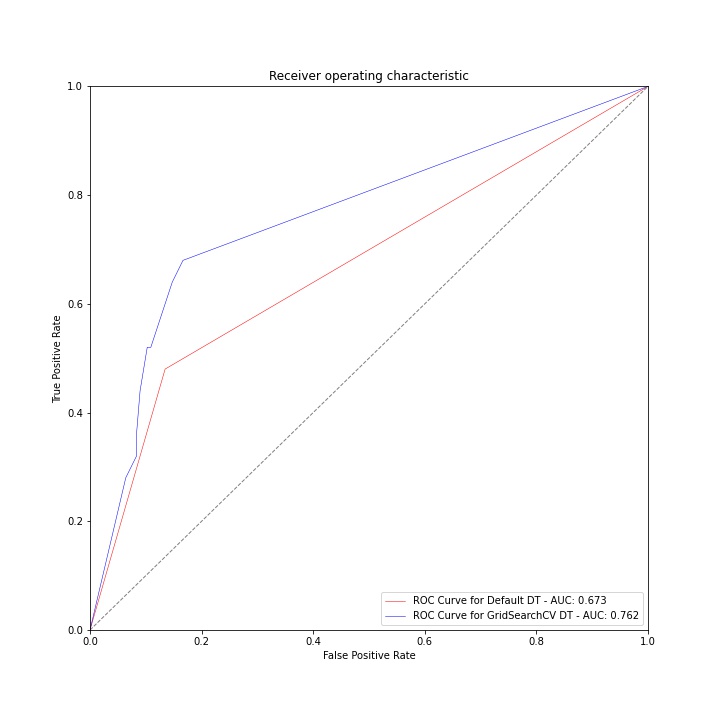 Receiver operating characteristic
1.0
0.8
0.6
0.4
0.2
0.0
True Positive Rate
0.0 0.2 0.4 0.6 0.8 1.0
False Positive Rate
ROC Curve for Default DT - AUC: 0.673
ROC Curve for GridSearchCV DT - AUC: 0.762